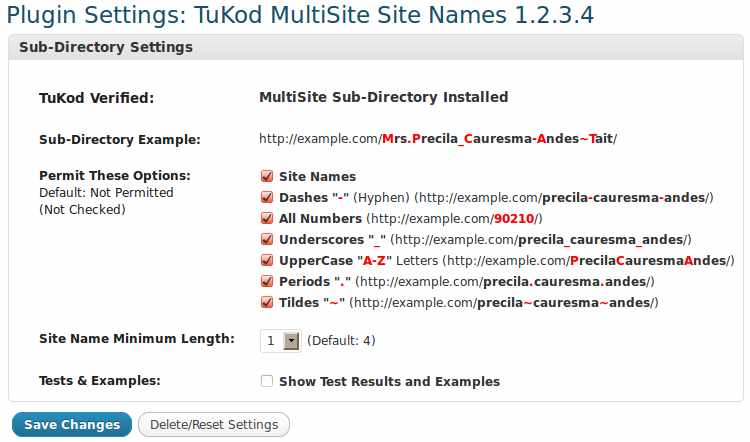 Plugin Settings: TuKod MultiSite Site Names 1.2.3.4
Sub-Directory Settings
TuKod Verified: MultiSite Sub-Directory Installed
Sub-Directory Example: http://example.com/Mrs.Precila_Cauresma-Andes~Tait/
Permit These Options:
Default: Not Permitted
(Not Checked)
Site Names
Dashes "-" (Hyphen) (http://example.com/precila-cauresma-andes/)
All Numbers (http://example.com/90210/)
Underscores "_" (http://example.com/precila_cauresma_andes/)
UpperCase "A-Z" Letters (http://example.com/PrecilaCauresmaAndes/)
Periods "." (http://example.com/precila.cauresma.andes/)
Tildes "~" (http://example.com/precila~cauresma~andes/)
Site Name Minimum Length: 1 (Default: 4)
Tests & Examples: Show Test Results and Examples
Save Changes Delete/Reset Settings